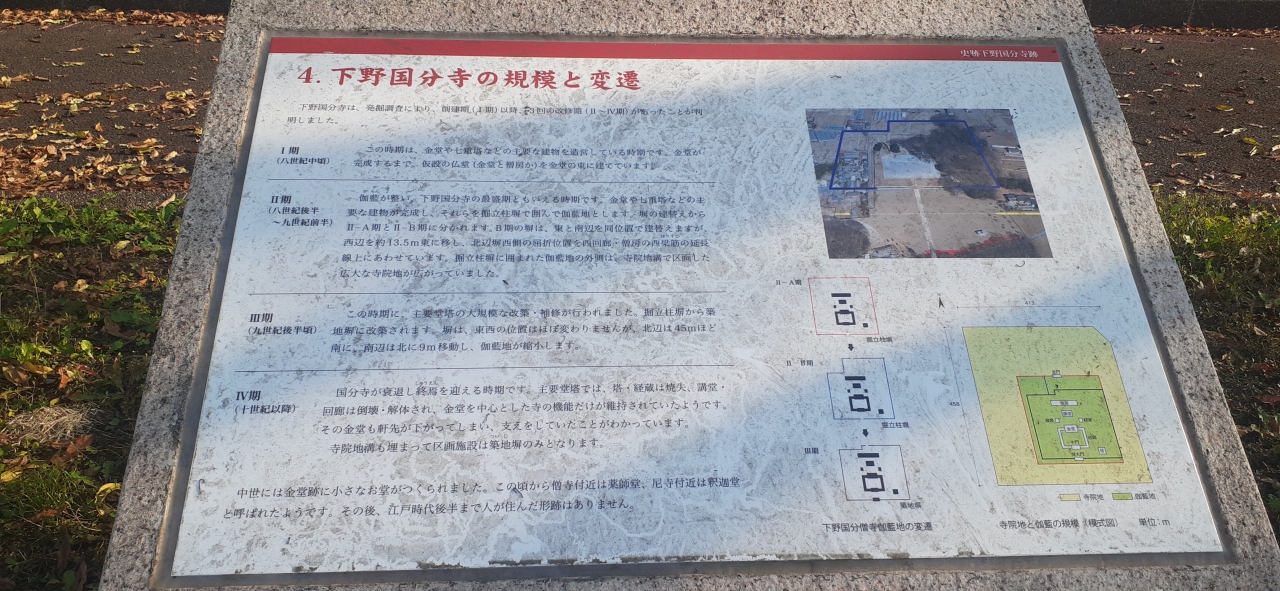 史跡下野国分寺跡
4. 下野国分寺の規模と変遷
下野国分寺は、発掘調査により、創建期(Ⅰ期)以降、3回の改修期(Ⅱ～Ⅳ期)があったことが判
明しました。
Ⅰ期
(八世紀中頃)
この時期は、金堂や七重塔などの主要な建物を造営している時期です。金堂が
完成するまで、仮設の仏堂(金堂と僧房か)を金堂の東に建てています。
Ⅱ期
(八世紀後半
～九世紀前半)
伽藍が整い、下野国分寺の最盛期ともいえる時期です。金堂や七重塔などの主
要な建物が完成し、それらを掘立柱塀で囲んで伽藍地とします。塀の建替えから
Ⅱ-A期とⅡ-B期に分かれます。B期の塀は、東と南辺を同位置で建替えますが、
西辺を約13.5m東に移し、北辺塀西側の屈折位置を西回廊・僧房の西梁筋の延長
線上にあわせています。掘立柱塀に囲まれた伽藍地の外側は、寺院地溝で区画した
広大な寺院地が広がっていました。
Ⅲ期
(九世紀後半頃)
この時期に、主要堂塔の大規模な改築・補修が行われました。掘立柱塀から築
地塀に改築されます。塀は、東西の位置はほぼ変わりませんが、北辺は45mほど
南に、南辺は北に9m移動し、伽藍地が縮小します。
Ⅳ期
(十世紀以降)
国分寺が衰退し終焉を迎える時期です。主要堂塔では、塔・経蔵は焼失、講堂・
回廊は倒壊・解体され、金堂を中心とした寺の機能だけが維持されていたようです。
その金堂も軒先が下がってしまい、支えをしていたことがわかっています。
寺院地溝も埋まって区画施設は築地塀のみとなります。
中世には金堂跡に小さなお堂がつくられました。この頃から僧寺付近は薬師堂、尼寺付近は釈迦堂
と呼ばれたようです。その後、江戸時代後半まで人が住んだ形跡はありません。
Ⅱ-A期
掘立柱塀
Ⅱ-B期
掘立柱塀
Ⅲ期
築地塀
下野国分僧寺伽藍地の変遷
413
458
寺院地
伽藍地
寺院地と伽藍の規模（模式図）　単位:m